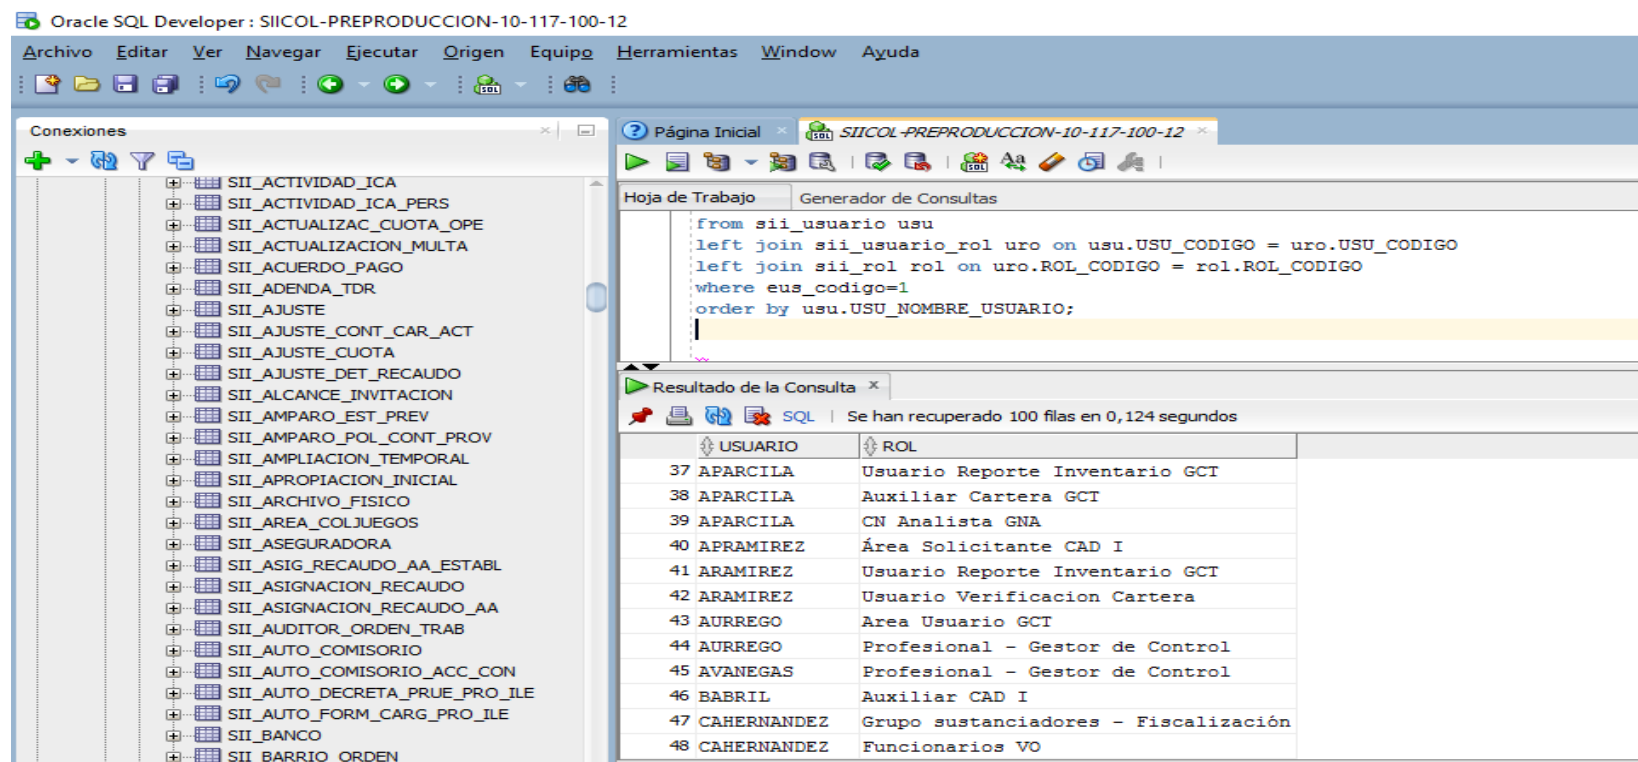 Oracle SQL Developer : SIICOL-PREPRODUCCION-10-117-100-12
Archivo Editar Ver Navegar Ejecutar Origen Equipo Herramientas Window Ayuda
Conexiones
SII_ACTIVIDAD_ICA
SII_ACTIVIDAD_ICA_PERS
SII_ACTUALIZAC_CUOTA_OPE
SII_ACTUALIZACION_MULTA
SII_ACUERDO_PAGO
SII_ADENDA_TDR
SII_AJUSTE
SII_AJUSTE_CONT_CAR_ACT
SII_AJUSTE_CUOTA
SII_AJUSTE_DET_RECAUDO
SII_ALCANCE_INVITACION
SII_AMPARO_EST_PREV
SII_AMPARO_POL_CONT_PROV
SII_AMPLIACION_TEMPORAL
SII_APROPIACION_INICIAL
SII_ARCHIVO_FISICO
SII_AREA_COLJUEGOS
SII_ASEGURADORA
SII_ASIG_RECAUDO_AA_ESTABL
SII_ASIGNACION_RECAUDO
SII_ASIGNACION_RECAUDO_AA
SII_AUDITOR_ORDEN_TRAB
SII_AUTO_COMISORIO
SII_AUTO_COMISORIO_ACC_CON
SII_AUTO_DECRETA_PRUE_PRO_ILE
SII_AUTO_FORM_CARG_PRO_ILE
SII_BANCO
SII_BARRIO_ORDEN
Página Inicial SIICOL-PREPRODUCCION-10-117-100-12
Hoja de Trabajo Generador de Consultas
from sii_usuario usu
left join sii_usuario_rol uro on usu.USU_CODIGO = uro.USU_CODIGO
left join sii_rol rol on uro.ROL_CODIGO = rol.ROL_CODIGO
where eus_codigo=1
order by usu.USU_NOMBRE_USUARIO;
Resultado de la Consulta
SQL | Se han recuperado 100 filas en 0,124 segundos
USUARIO ROL
37 APARCILA Usuario Reporte Inventario GCT
38 APARCILA Auxiliar Cartera GCT
39 APARCILA CN Analista GNA
40 APRAMIREZ Área Solicitante CAD I
41 ARAMIREZ Usuario Reporte Inventario GCT
42 ARAMIREZ Usuario Verificacion Cartera
43 AURREGO Area Usuario GCT
44 AURREGO Profesional - Gestor de Control
45 AVANEGAS Profesional - Gestor de Control
46 BABRIL Auxiliar CAD I
47 CAHERNANDEZ Grupo sustanciadores - Fiscalización
48 CAHERNANDEZ Funcionarios VO